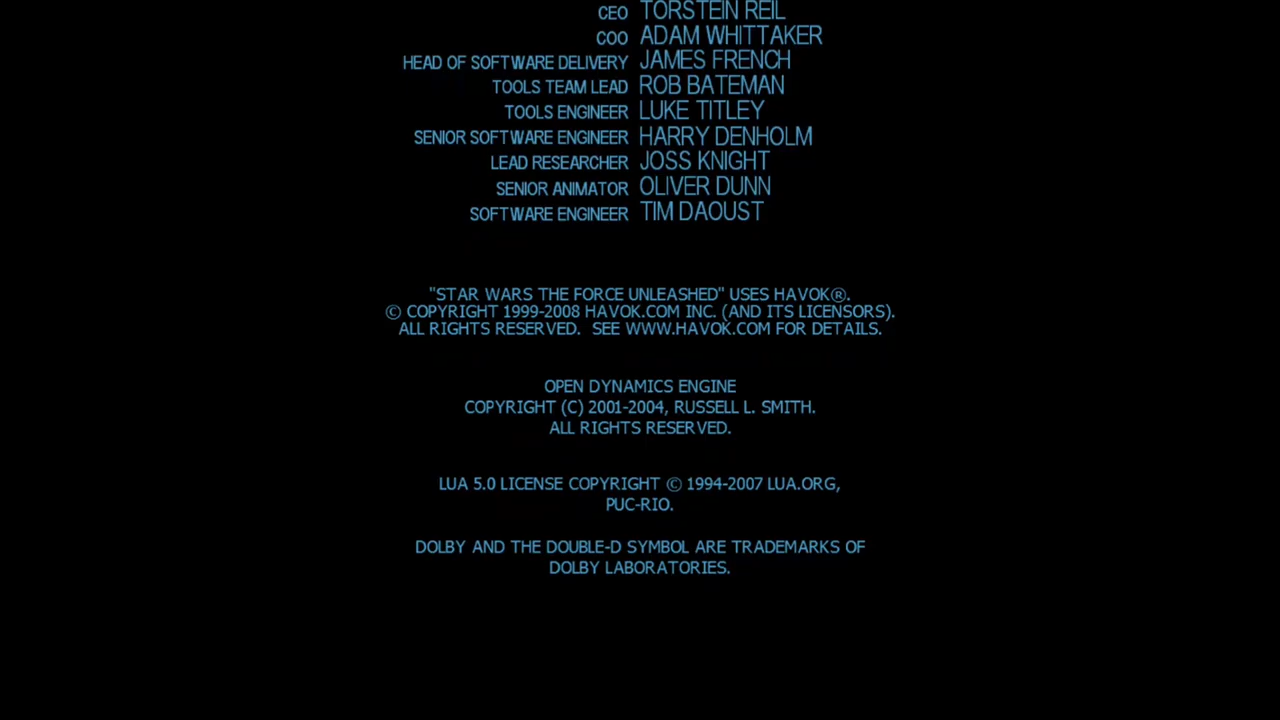 CEO TORSTEIN REIL
COO ADAM WHITTAKER
HEAD OF SOFTWARE DELIVERY JAMES FRENCH
TOOLS TEAM LEAD ROB BATEMAN
TOOLS ENGINEER LUKE TITLEY
SENIOR SOFTWARE ENGINEER HARRY DENHOLM
LEAD RESEARCHER JOSS KNIGHT
SENIOR ANIMATOR OLIVER DUNN
SOFTWARE ENGINEER TIM DAOUST
"STAR WARS THE FORCE UNLEASHED" USES HAVOK®.
© COPYRIGHT 1999-2008 HAVOK.COM INC. (AND ITS LICENSORS).
ALL RIGHTS RESERVED. SEE WWW.HAVOK.COM FOR DETAILS.
OPEN DYNAMICS ENGINE
COPYRIGHT (C) 2001-2004, RUSSELL L. SMITH.
ALL RIGHTS RESERVED.
LUA 5.0 LICENSE COPYRIGHT © 1994-2007 LUA.ORG,
PUC-RIO.
DOLBY AND THE DOUBLE-D SYMBOL ARE TRADEMARKS OF
DOLBY LABORATORIES.